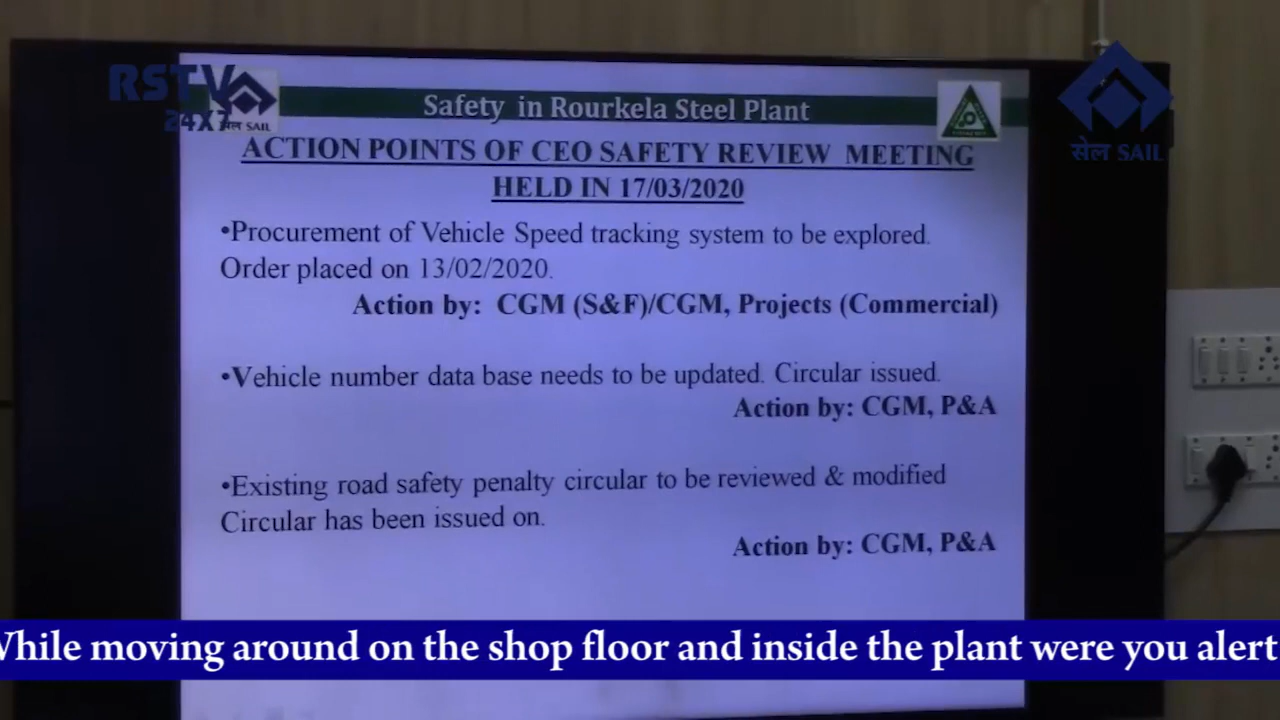 RSTV
24X7
सेल SAIL
Safety in Rourkela Steel Plant
सेल SAIL
ACTION POINTS OF CEO SAFETY REVIEW MEETING
HELD IN 17/03/2020
•Procurement of Vehicle Speed tracking system to be explored.
Order placed on 13/02/2020.
Action by: CGM (S&F)/CGM, Projects (Commercial)
•Vehicle number data base needs to be updated. Circular issued.
Action by: CGM, P&A
•Existing road safety penalty circular to be reviewed & modified
Circular has been issued on.
Action by: CGM, P&A
While moving around on the shop floor and inside the plant were you alert